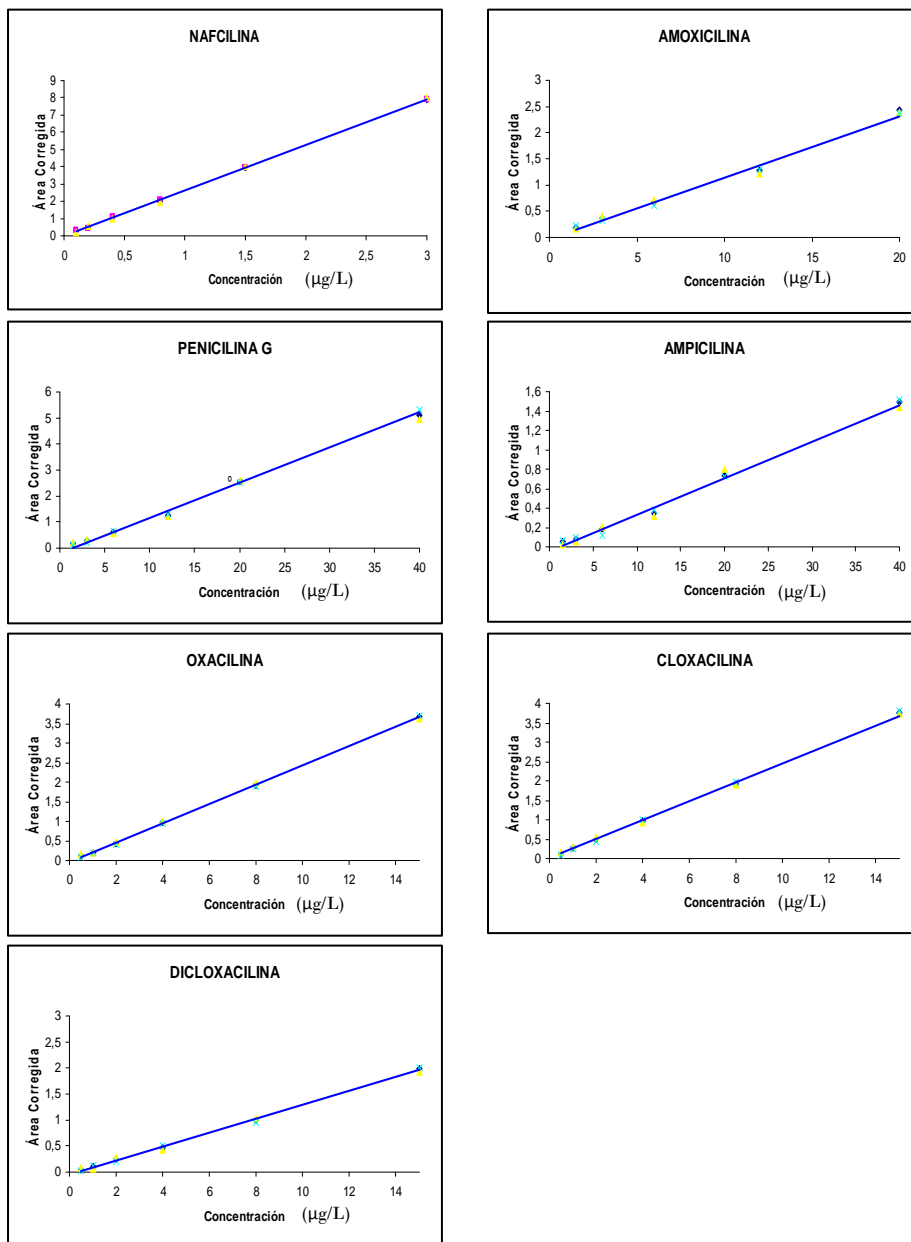 NAFCILINA
Área Corregida
9
8
7
6
5
4
3
2
1
0
0 0,5 1 1,5 2 2,5 3
Concentración (µg/L)
AMOXICILINA
Área Corregida
3
2,5
2
1,5
1
0,5
0
0 5 10 15 20
Concentración (µg/L)
PENICILINA G
Área Corregida
6
5
4
3
2
1
0
0
0 5 10 15 20 25 30 35 40
Concentración (µg/L)
AMPICILINA
Área Corregida
1,6
1,4
1,2
1
0,8
0,6
0,4
0,2
0
0 5 10 15 20 25 30 35 40
Concentración (µg/L)
OXACILINA
Área Corregida
4
3,5
3
2,5
2
1,5
1
0,5
0
0 2 4 6 8 10 12 14
Concentración (µg/L)
CLOXACILINA
Área Corregida
4
3,5
3
2,5
2
1,5
1
0,5
0
0 2 4 6 8 10 12 14
Concentración (µg/L)
DICLOXACILINA
Área Corregida
3
2,5
2
1,5
1
0,5
0
0 2 4 6 8 10 12 14
Concentración (µg/L)